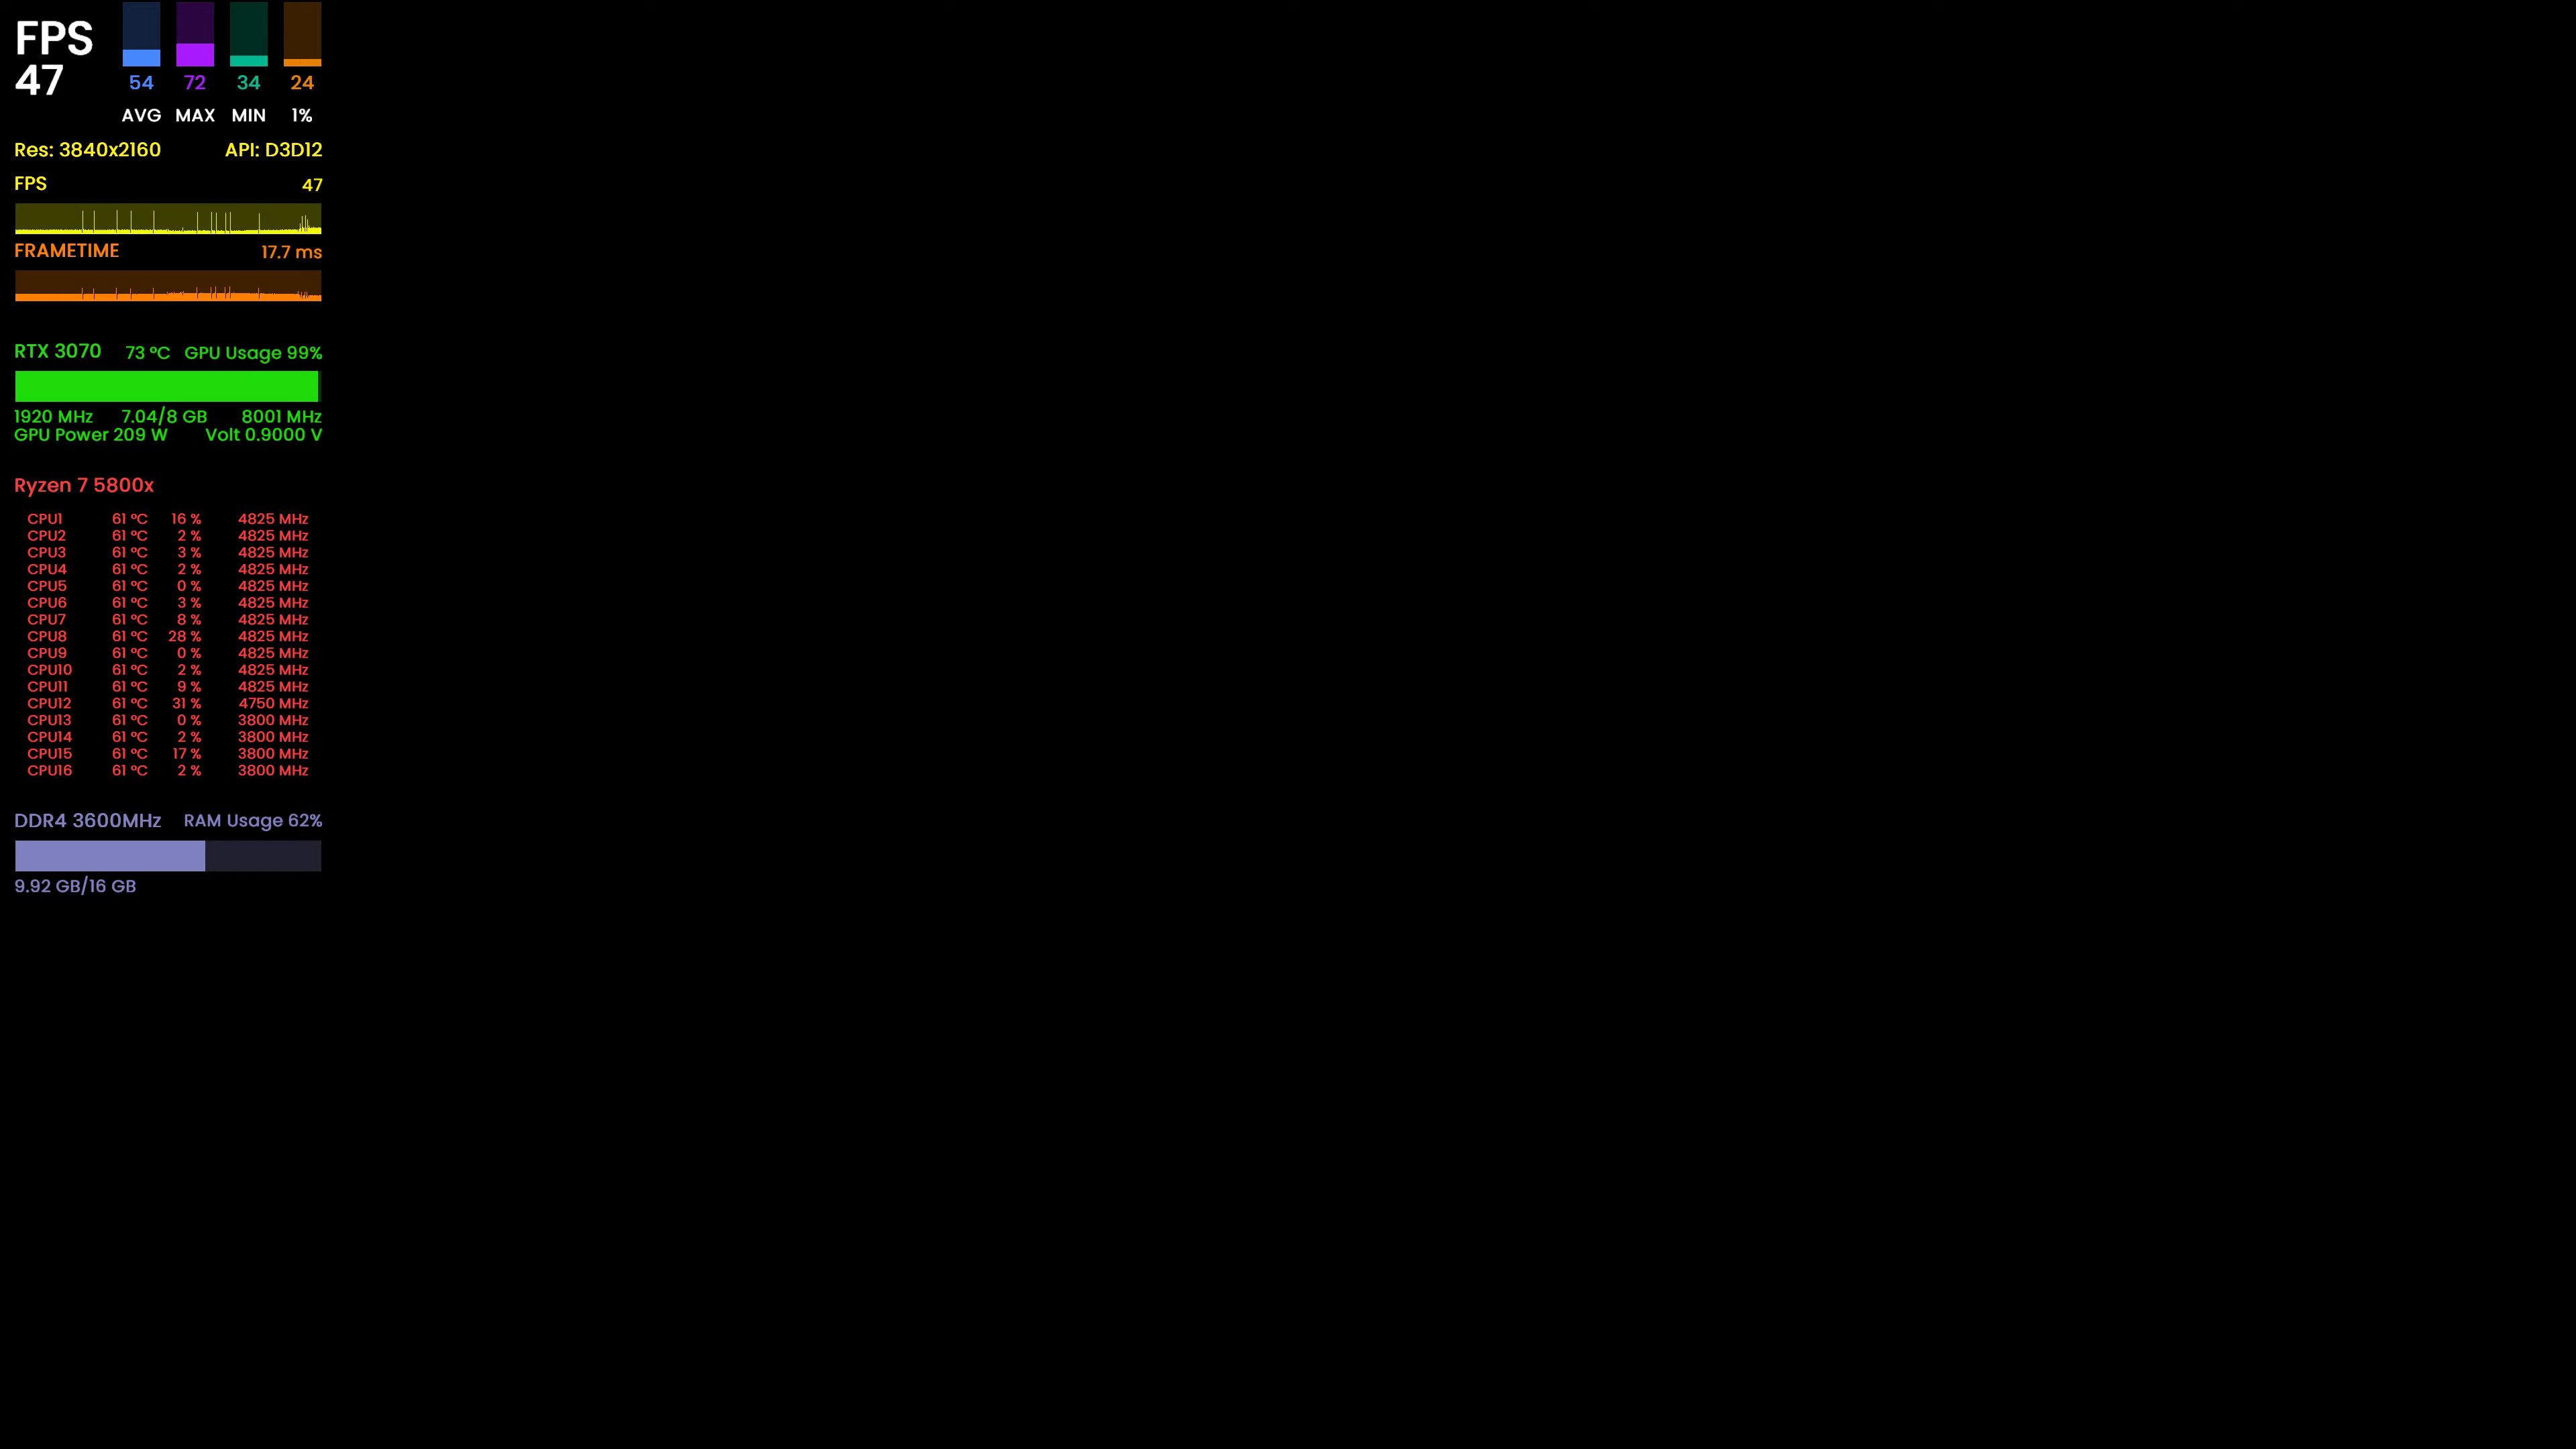 FPS
47
54 72 34 24
AVG MAX MIN 1%
Res: 3840x2160 API: D3D12
FPS 47
FRAMETIME 17.7 ms
RTX 3070 73 °C GPU Usage 99%
1920 MHz 7.04/8 GB 8001 MHz
GPU Power 209 W Volt 0.9000 V
Ryzen 7 5800x
CPU1 61 °C 16 % 4825 MHz
CPU2 61 °C 2 % 4825 MHz
CPU3 61 °C 3 % 4825 MHz
CPU4 61 °C 2 % 4825 MHz
CPU5 61 °C 0 % 4825 MHz
CPU6 61 °C 3 % 4825 MHz
CPU7 61 °C 8 % 4825 MHz
CPU8 61 °C 28 % 4825 MHz
CPU9 61 °C 0 % 4825 MHz
CPU10 61 °C 2 % 4825 MHz
CPU11 61 °C 9 % 4825 MHz
CPU12 61 °C 31 % 4750 MHz
CPU13 61 °C 0 % 3800 MHz
CPU14 61 °C 2 % 3800 MHz
CPU15 61 °C 17 % 3800 MHz
CPU16 61 °C 2 % 3800 MHz
DDR4 3600MHz RAM Usage 62%
9.92 GB/16 GB